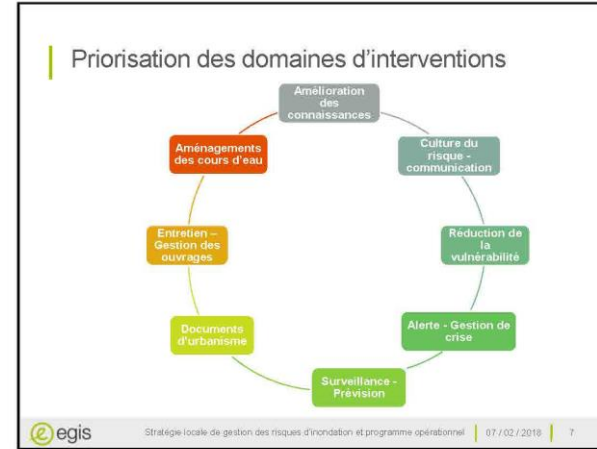 Priorisation des domaines d'interventions
Amélioration
des
connaissances
Culture du
risque -
communication
Réduction de
la
vulnérabilité
Alerte - Gestion de
crise
Surveillance -
Prévision
Documents
d'urbanisme
Entretien –
Gestion des
ouvrages
Aménagements
des cours d'eau
egis
Stratégie locale de gestion des risques d'inondation et programme opérationnel
07 / 02 / 2018
7